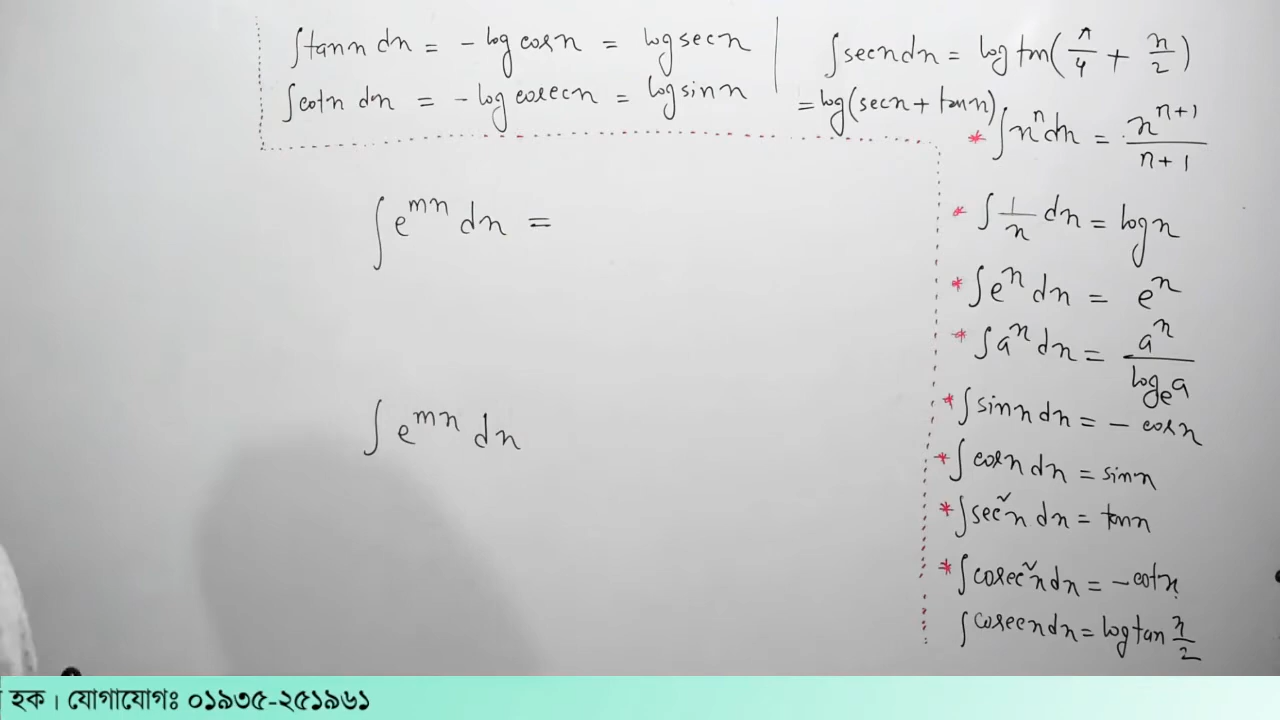 ∫tanx dx = - log cosx = log secx
∫cotx dx = - log cosecx = log sinx
∫secx dx = log tan(π/4 + x/2)
= log(secx + tanx)
* ∫xⁿ dx = xⁿ⁺¹/n+1
∫e^mx dx =
* ∫1/x dx = log x
* ∫eˣ dx = eˣ
* ∫aˣ dx = aˣ/logₑa
∫e^mx dx
* ∫sinx dx = - cosx
* ∫cosx dx = sinx
* ∫sec²x dx = tanx
* ∫cosec²x dx = -cotx
∫cosecx dx = log tan x/2
হক। যোগাযোগঃ ০১৯৩৫-২৫১৯৬১